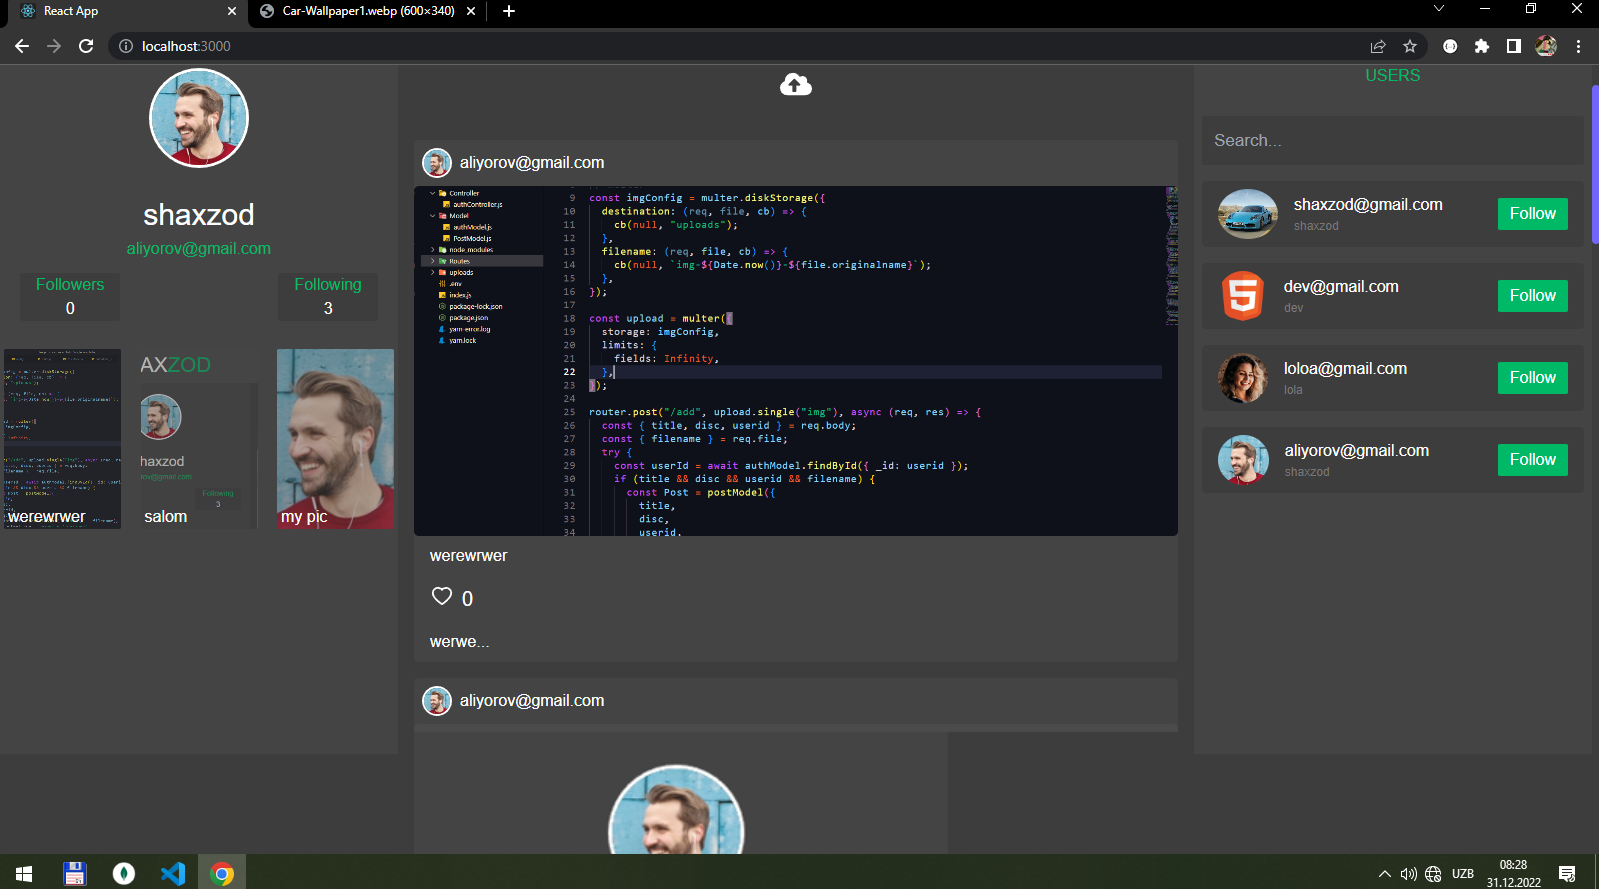 React App
Car-Wallpaper1.webp (600×340)
localhost:3000
shaxzod
aliyorov@gmail.com
Followers
0
Following
3
werewrwer
AXZOD
haxzod
Following
3
salom
my pic
aliyorov@gmail.com
Controller
authController.js
Model
authModel.js
PostModel.js
node_modules
Routes
uploads
.env
index.js
package-lock.json
package.json
yarn-error.log
yarn.lock
9 const imgConfig = multer.diskStorage({
10 destination: (req, file, cb) => {
11 cb(null, "uploads");
12 },
13 filename: (req, file, cb) => {
14 cb(null, `img-${Date.now()}-${file.originalname}`);
15 },
16 });
17
18 const upload = multer({
19 storage: imgConfig,
20 limits: {
21 fields: Infinity,
22 },
23 });
24
25 router.post("/add", upload.single("img"), async (req, res) => {
26 const { title, disc, userid } = req.body;
27 const { filename } = req.file;
28 try {
29 const userId = await authModel.findById({ _id: userid });
30 if (title && disc && userid && filename) {
31 const Post = postModel({
32 title,
33 disc,
34 userid,
werewrwer
0
werwe...
aliyorov@gmail.com
USERS
Search...
shaxzod@gmail.com
shaxzod
Follow
dev@gmail.com
dev
Follow
loloa@gmail.com
lola
Follow
aliyorov@gmail.com
shaxzod
Follow
UZB
08:28
31.12.2022